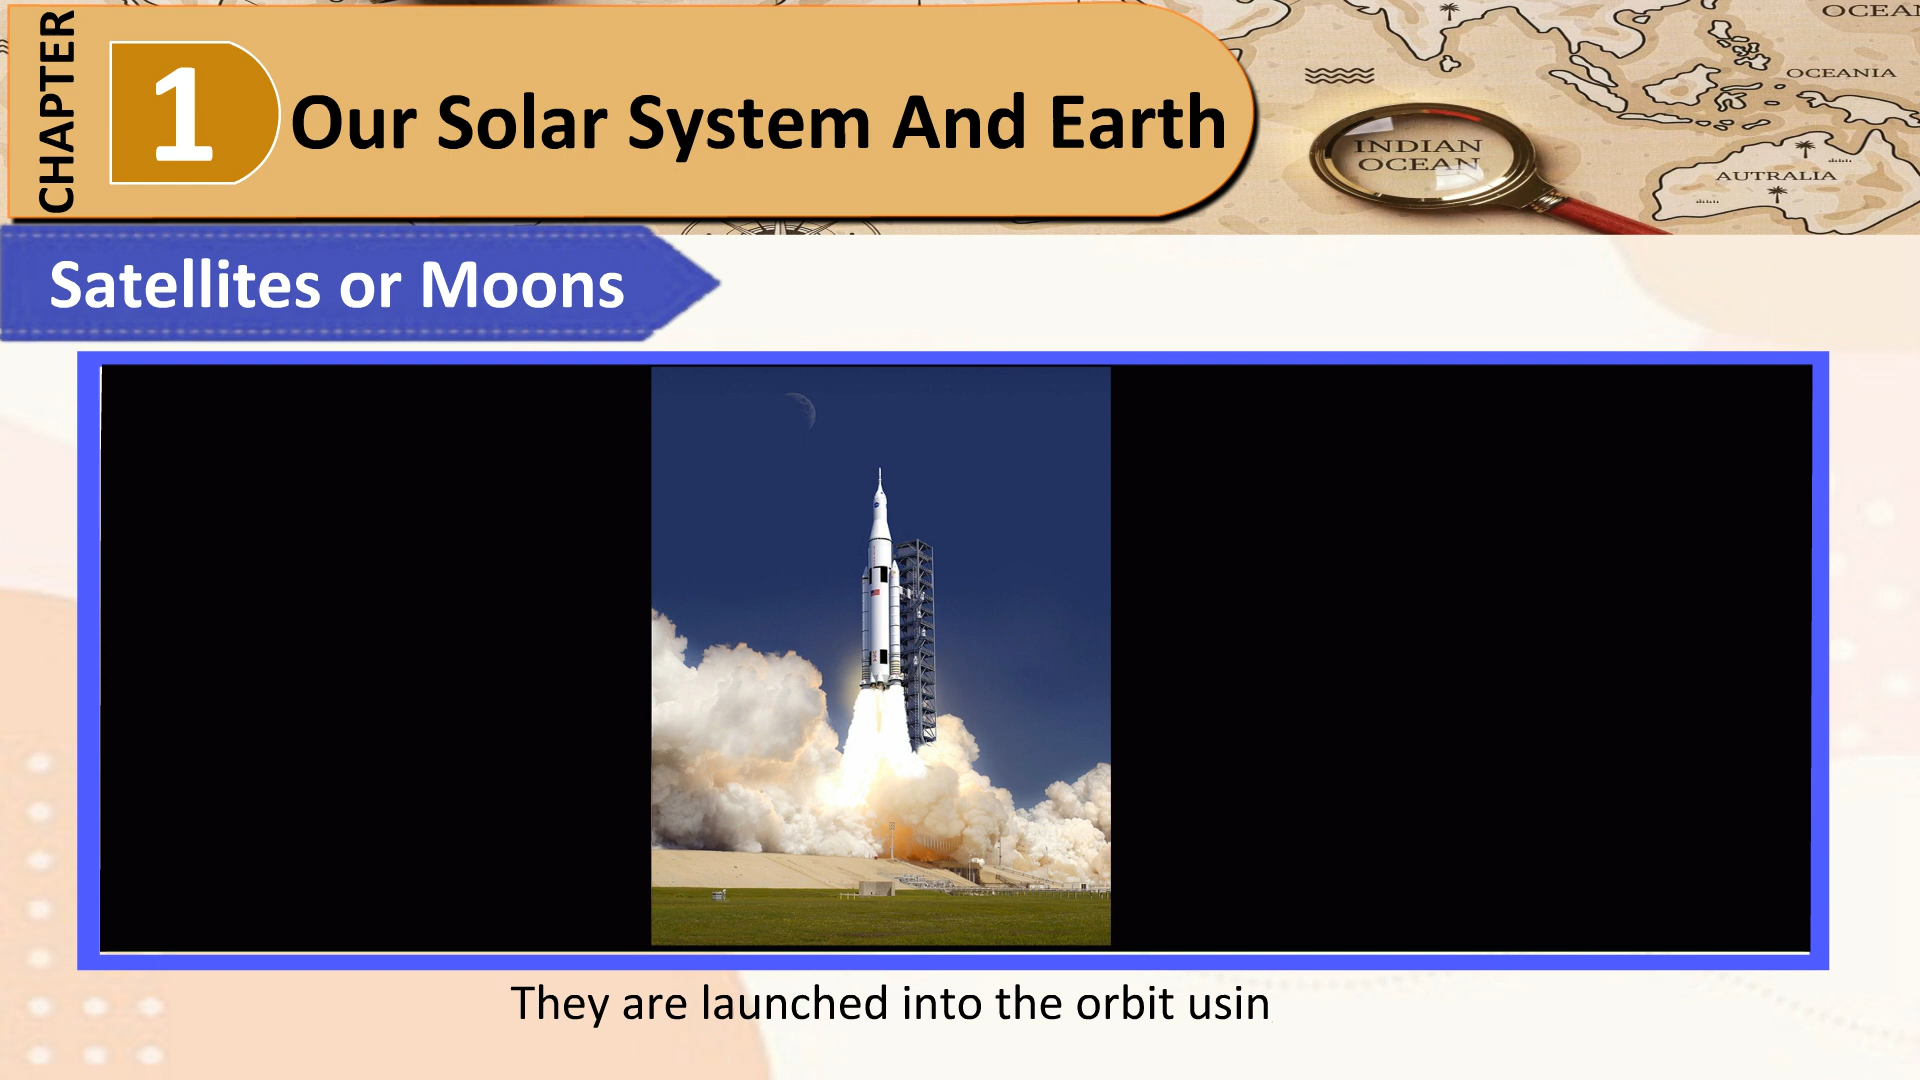 CHAPTER
1
Our Solar System And Earth
OCEAN
OCEANIA
INDIAN
OCEAN
AUTRALIA
Satellites or Moons
They are launched into the orbit usin